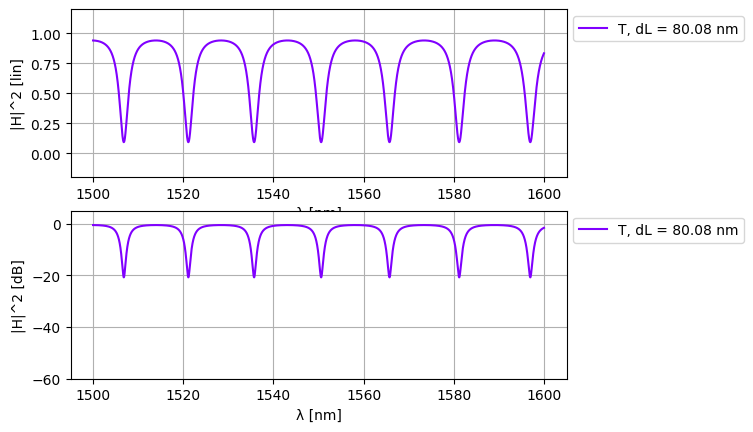 |H|^2 [lin]
1.00
0.75
0.50
0.25
0.00
1500 1520 1540 1560 1580 1600
λ [nm]
T, dL = 80.08 nm
|H|^2 [dB]
0
−20
−40
−60
1500 1520 1540 1560 1580 1600
λ [nm]
T, dL = 80.08 nm